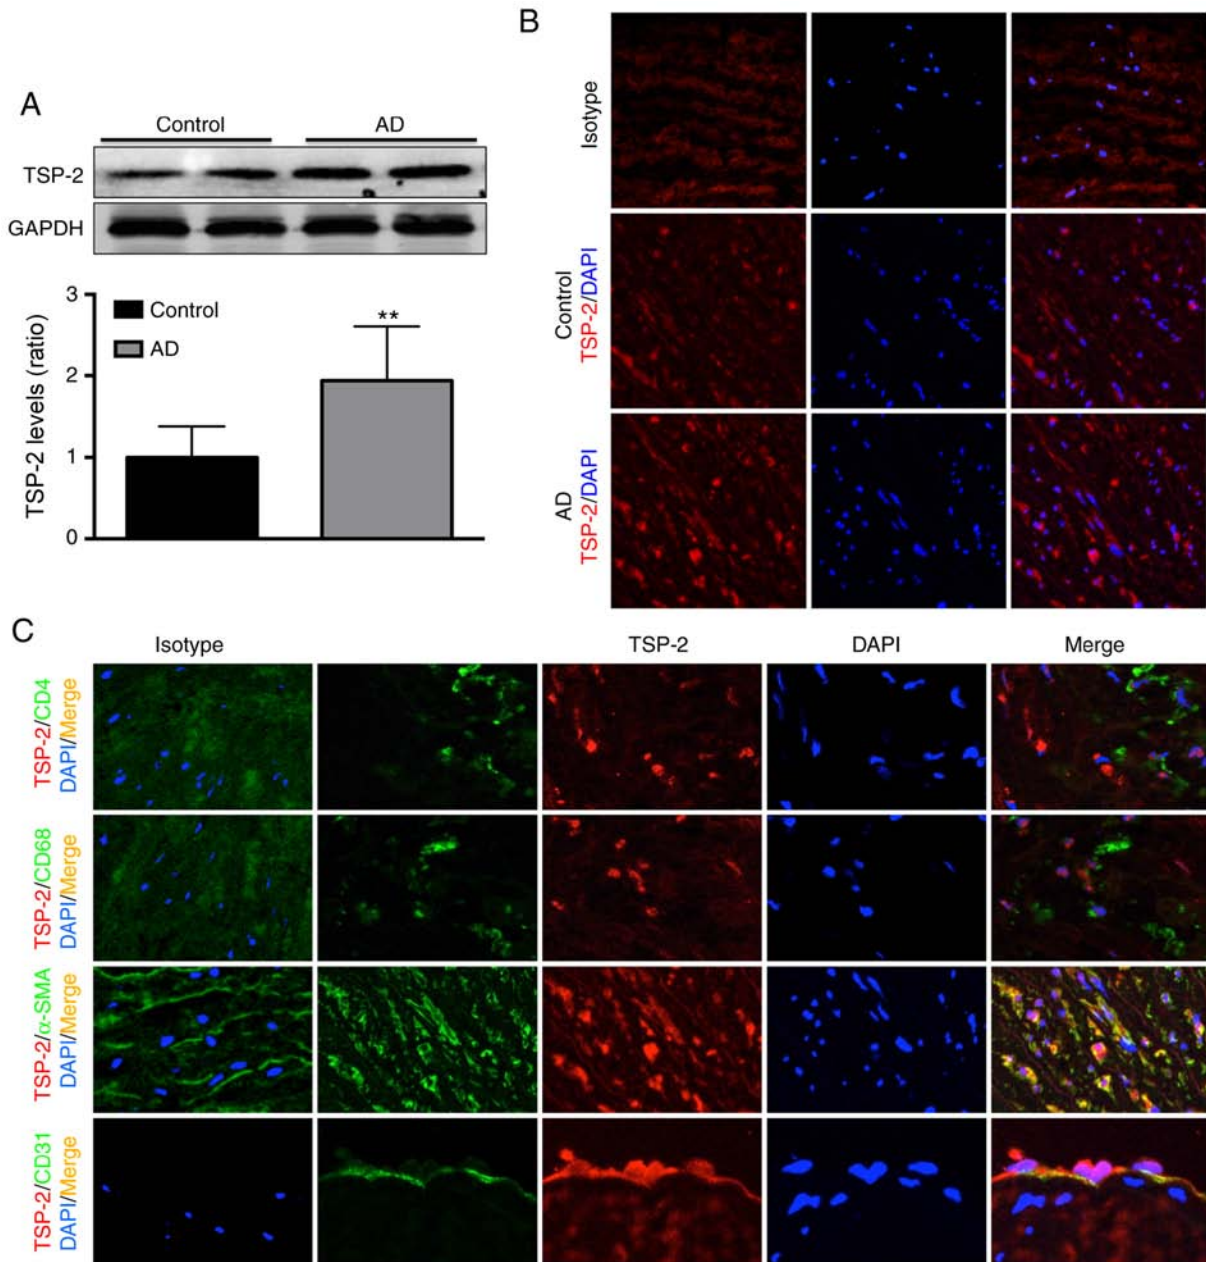 A
Control AD
TSP-2
GAPDH
3
2
1
0
TSP-2 levels (ratio)
Control
AD
**
B
Isotype
Control
TSP-2/DAPI
AD
TSP-2/DAPI
C
Isotype TSP-2 DAPI Merge
TSP-2/CD4
DAPI/Merge
TSP-2/CD68
DAPI/Merge
TSP-2/α-SMA
DAPI/Merge
TSP-2/CD31
DAPI/Merge